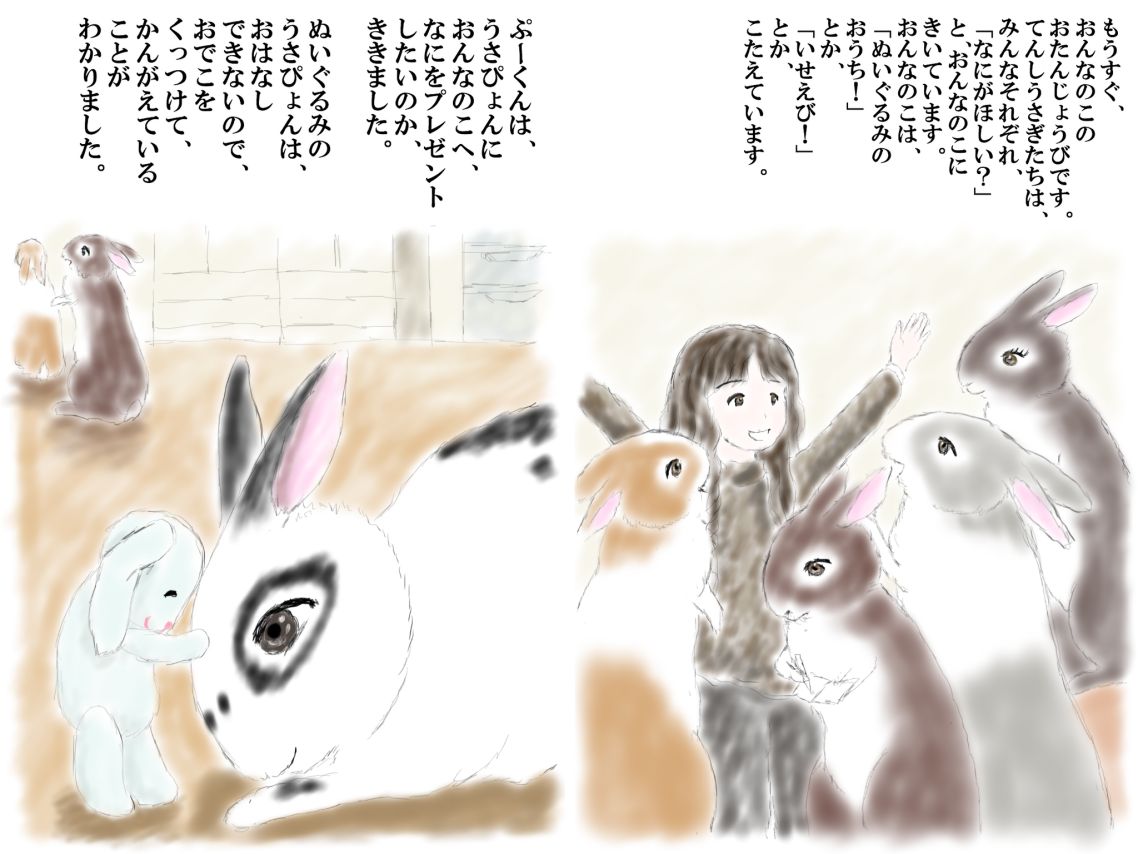 もうすぐ、
おんなのこの
おたんじょうびです。
てんしうさぎたちは、
みんなそれぞれ、
「なにがほしい?」
と、おんなのこに
きいています。
おんなのこは、
「ぬいぐるみの
おうち!」
とか、
「いせえび!」
とか、
こたえています。
ぷーくんは、
うさぴょんに
おんなのこへ、
なにをプレゼント
したいのか、
ききました。
ぬいぐるみの
うさぴょんは、
おはなし
できないので、
おでこを
くっつけて、
かんがえている
ことが
わかりました。